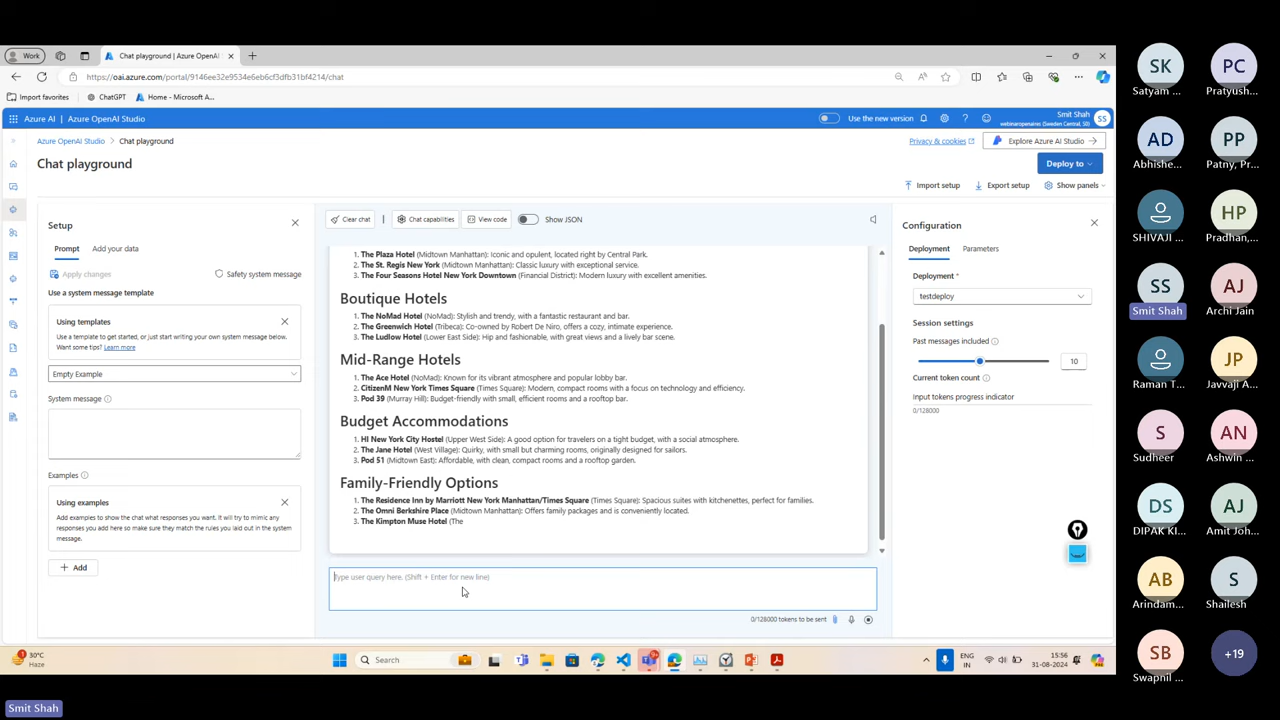 Work
Chat playground | Azure OpenAI
https://oai.azure.com/portal/9146ee32e9534e6eb6cf3dfb31bf4214/chat
Import favorites
ChatGPT
Home - Microsoft A...
Azure AI | Azure OpenAI Studio
Use the new version
Smit Shah
webinaropenaires (Sweden Central, S0)
SS
Azure OpenAI Studio > Chat playground
Privacy & cookies
Explore Azure AI Studio
Chat playground
Deploy to
Import setup
Export setup
Show panels
Setup
Prompt
Add your data
Apply changes
Safety system message
Use a system message template
Using templates
Use a template to get started, or just start writing your own system message below.
Want some tips? Learn more
Empty Example
System message
Examples
Using examples
Add examples to show the chat what responses you want. It will try to mimic any
responses you add here so make sure they match the rules you laid out in the system
message.
Add
Clear chat
Chat capabilities
View code
Show JSON
1. The Plaza Hotel (Midtown Manhattan): Iconic and opulent, located right by Central Park.
2. The St. Regis New York (Midtown Manhattan): Classic luxury with exceptional service.
3. The Four Seasons Hotel New York Downtown (Financial District): Modern luxury with excellent amenities.
Boutique Hotels
1. The NoMad Hotel (NoMad): Stylish and trendy, with a fantastic restaurant and bar.
2. The Greenwich Hotel (Tribeca): Co-owned by Robert De Niro, offers a cozy, intimate experience.
3. The Ludlow Hotel (Lower East Side): Hip and fashionable, with great views and a lively bar scene.
Mid-Range Hotels
1. The Ace Hotel (NoMad): Known for its vibrant atmosphere and popular lobby bar.
2. CitizenM New York Times Square (Times Square): Modern, compact rooms with a focus on technology and efficiency.
3. Pod 39 (Murray Hill): Budget-friendly with small, efficient rooms and a rooftop bar.
Budget Accommodations
1. HI New York City Hostel (Upper West Side): A good option for travelers on a tight budget, with a social atmosphere.
2. The Jane Hotel (West Village): Quirky, with small but charming rooms, originally designed for sailors.
3. Pod 51 (Midtown East): Affordable, with clean, compact rooms and a rooftop garden.
Family-Friendly Options
1. The Residence Inn by Marriott New York Manhattan/Times Square (Times Square): Spacious suites with kitchenettes, perfect for families.
2. The Omni Berkshire Place (Midtown Manhattan): Offers family packages and is conveniently located.
3. The Kimpton Muse Hotel (The
Type user query here. (Shift + Enter for new line)
0/128000 tokens to be sent
Configuration
Deployment
Parameters
Deployment *
testdeploy
Session settings
Past messages included
10
Current token count
Input tokens progress indicator
0/128000
30°C
Haze
Search
ENG
IN
15:56
31-08-2024
SK
Satyam ...
PC
Pratyush...
AD
Abhishe...
PP
Patny, Pr...
SHIVAJI ...
HP
Pradhan,...
SS
Smit Shah
AJ
Archi Jain
Raman T...
JP
Javvaji A...
S
Sudheer
AN
Ashwin ...
DS
DIPAK KI...
AJ
Amit Joh...
AB
Arindam...
S
Shailesh
SB
Swapnil ...
+19
Smit Shah